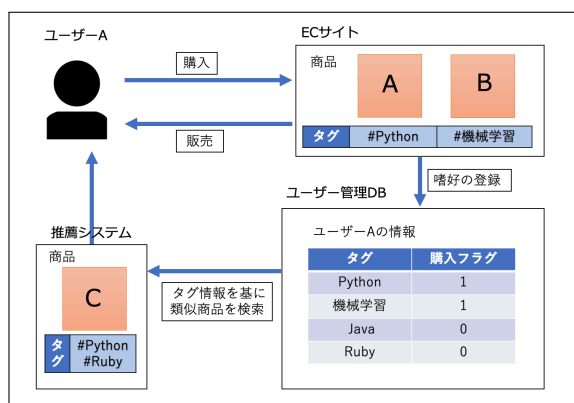 ユーザーA
ECサイト
購入
商品
A
B
販売
タグ
#Python
#機械学習
嗜好の登録
ユーザー管理DB
ユーザーAの情報
タグ 購入フラグ
Python 1
機械学習 1
Java 0
Ruby 0
推薦システム
商品
C
タグ
#Python
#Ruby
タグ情報を基に
類似商品を検索